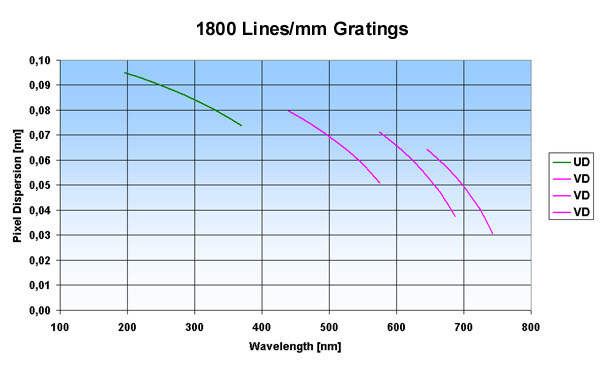 1800 Lines/mm Gratings
Pixel Dispersion [nm]
0,10
0,09
0,08
0,07
0,06
0,05
0,04
0,03
0,02
0,01
0,00
100 200 300 400 500 600 700 800
Wavelength [nm]
UD
VD
VD
VD